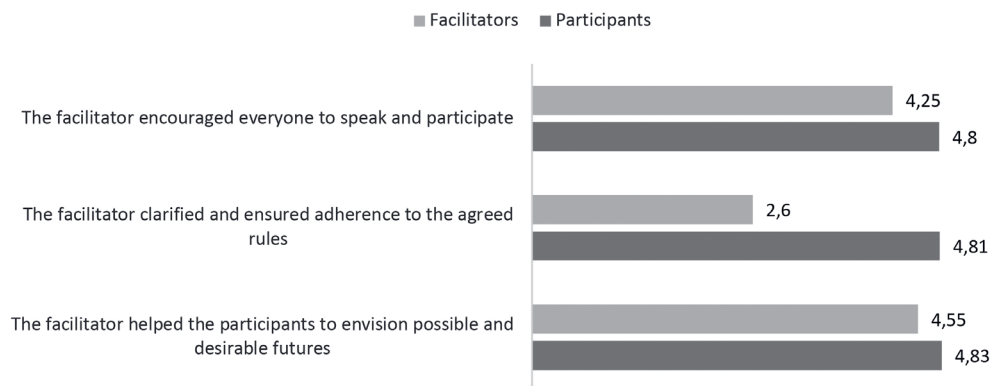 Facilitators Participants
The facilitator encouraged everyone to speak and participate
4,25
4,8
The facilitator clarified and ensured adherence to the agreed
rules
2,6
4,81
The facilitator helped the participants to envision possible and
desirable futures
4,55
4,83